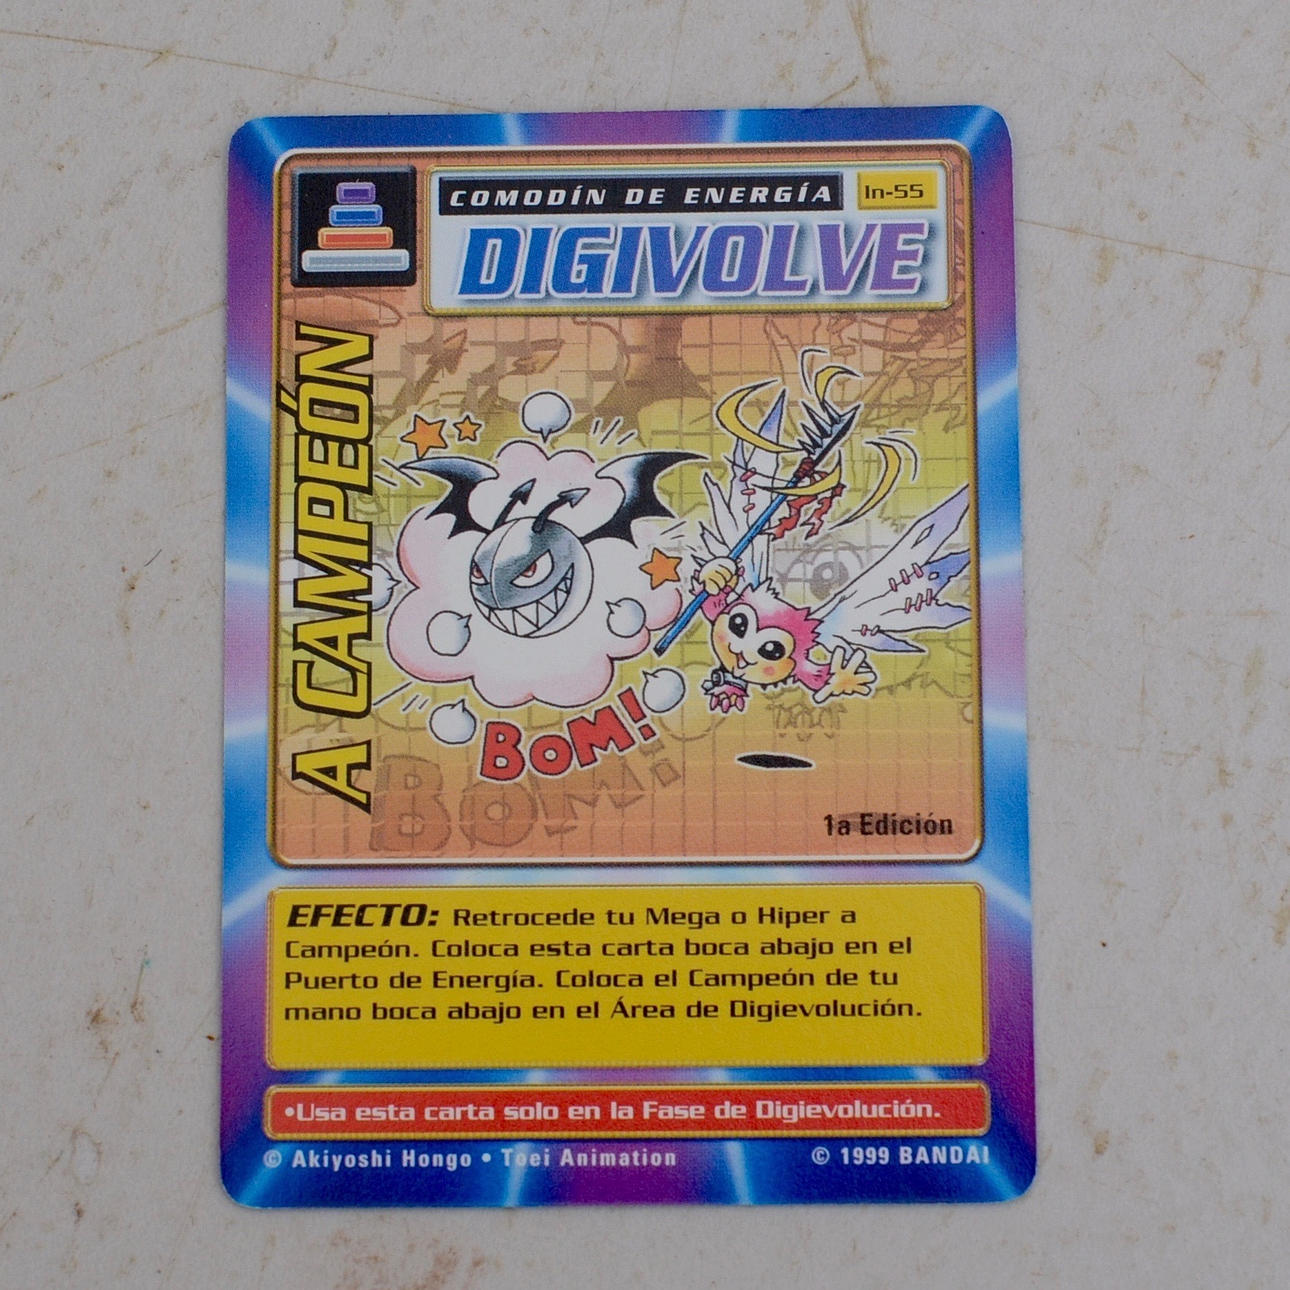 COMODÍN DE ENERGÍA
In-55
DIGIVOLVE
A CAMPEÓN
BOM!
BOM!
1a Edición
EFECTO: Retrocede tu Mega o Hiper a
Campeón. Coloca esta carta boca abajo en el
Puerto de Energía. Coloca el Campeón de tu
mano boca abajo en el Área de Digievolución.
•Usa esta carta solo en la Fase de Digievolución.
© Akiyoshi Hongo • Toei Animation
© 1999 BANDAI